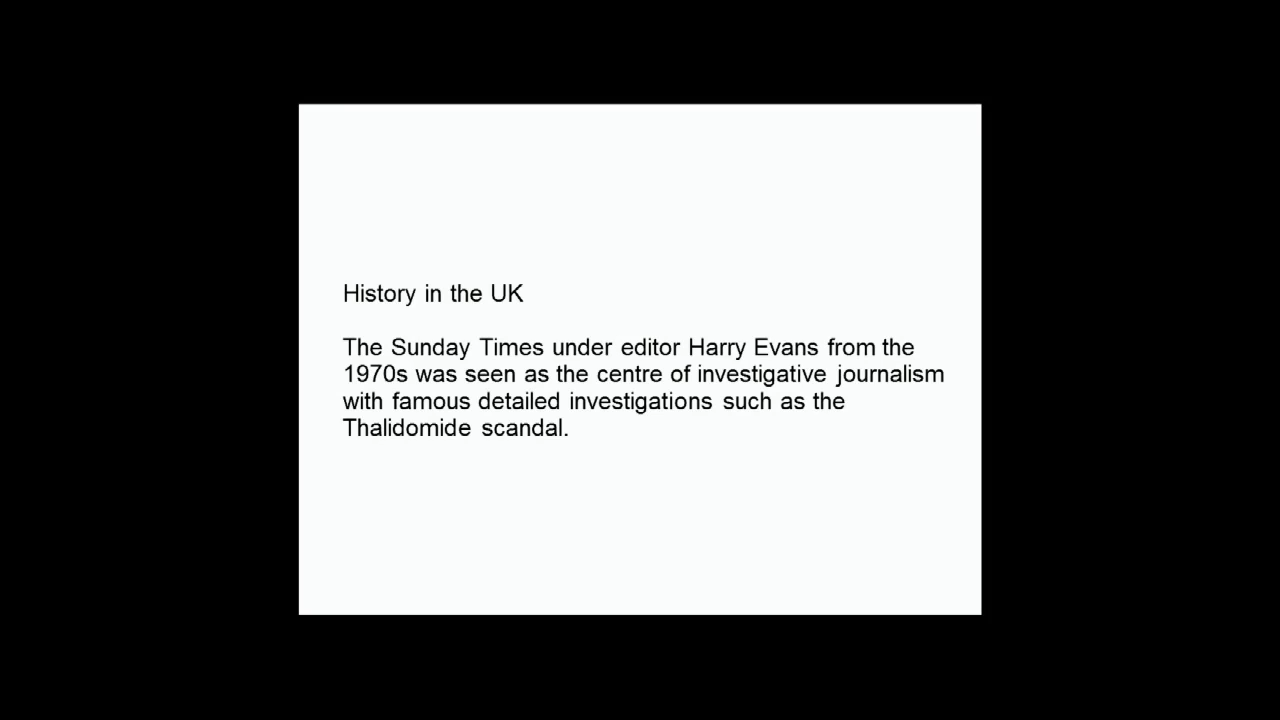 History in the UK
The Sunday Times under editor Harry Evans from the
1970s was seen as the centre of investigative journalism
with famous detailed investigations such as the
Thalidomide scandal.